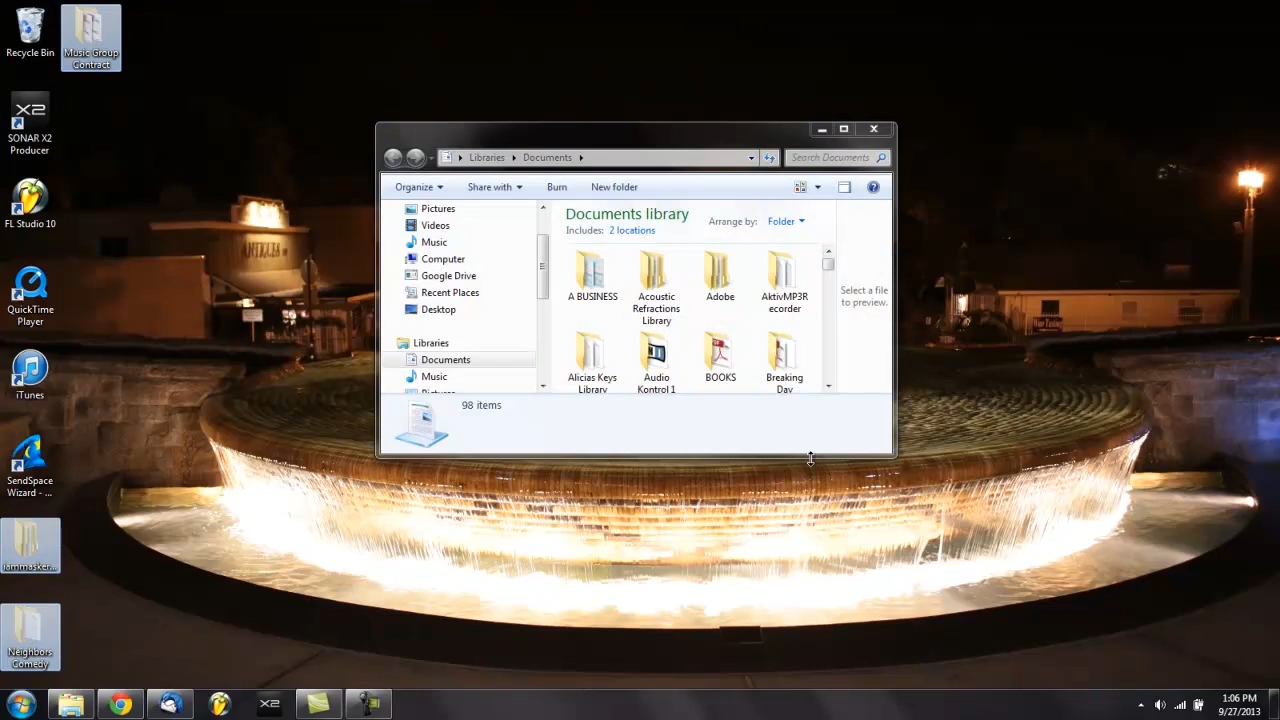 Recycle Bin
Music Group
Contract
SONAR X2
Producer
FL Studio 10
QuickTime
Player
iTunes
SendSpace
Wizard - ...
iammasker...
Neighbors
Comedy
Libraries
Documents
Search Documents
Organize
Share with
Burn
New folder
Pictures
Videos
Music
Computer
Google Drive
Recent Places
Desktop
Libraries
Documents
Music
Documents library
Includes: 2 locations
Arrange by: Folder
A BUSINESS
Acoustic
Refractions
Library
Adobe
AktivMP3R
ecorder
Alicias Keys
Library
Audio
Kontrol 1
BOOKS
Breaking
Day
Select a file
to preview.
98 items
ANTELIA
X2
X2
1:06 PM
9/27/2013